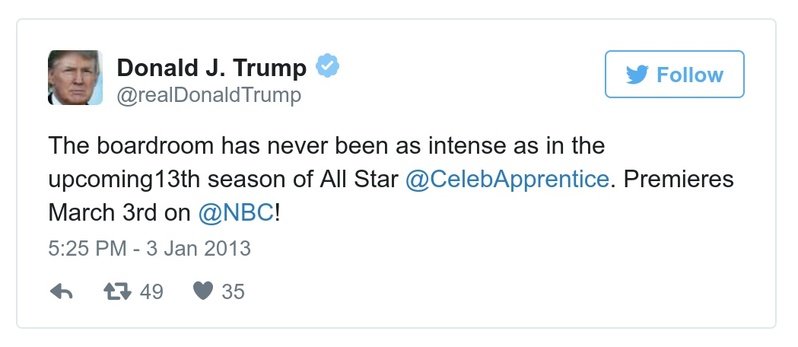 Donald J. Trump
@realDonaldTrump
Follow
The boardroom has never been as intense as in the
upcoming13th season of All Star @CelebApprentice. Premieres
March 3rd on @NBC!
5:25 PM - 3 Jan 2013
49 35